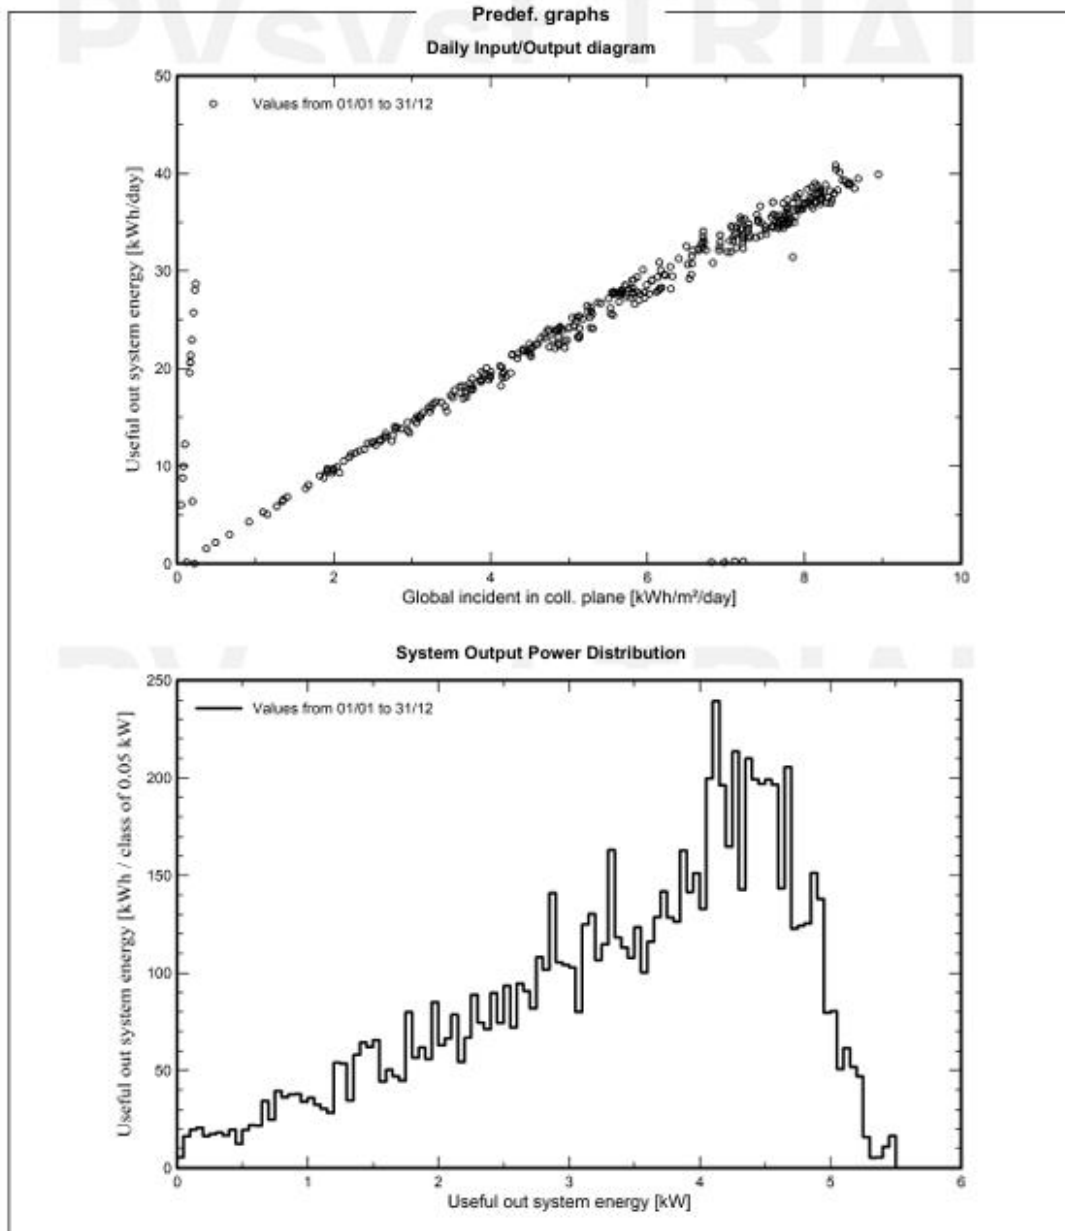 Predef. graphs
PVsyst TRIAL
Daily Input/Output diagram
Values from 01/01 to 31/12
50
40
30
20
10
0
Useful out system energy [kWh/day]
0 2 4 6 8 10
Global incident in coll. plane [kWh/m²/day]
PVsyst TRIAL
System Output Power Distribution
Values from 01/01 to 31/12
250
200
150
100
50
0
Useful out system energy [kWh / class of 0.05 kW]
0 1 2 3 4 5 6
Useful out system energy [kW]